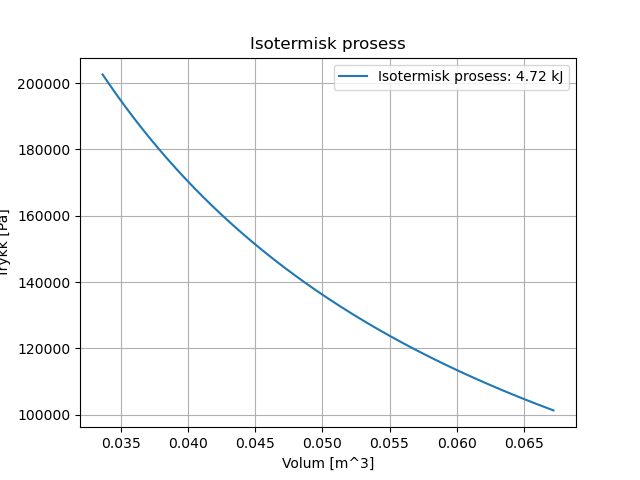 Isotermisk prosess
Isotermisk prosess: 4.72 kJ
200000
180000
160000
140000
120000
100000
Trykk [Pa]
0.035 0.040 0.045 0.050 0.055 0.060 0.065
Volum [m^3]